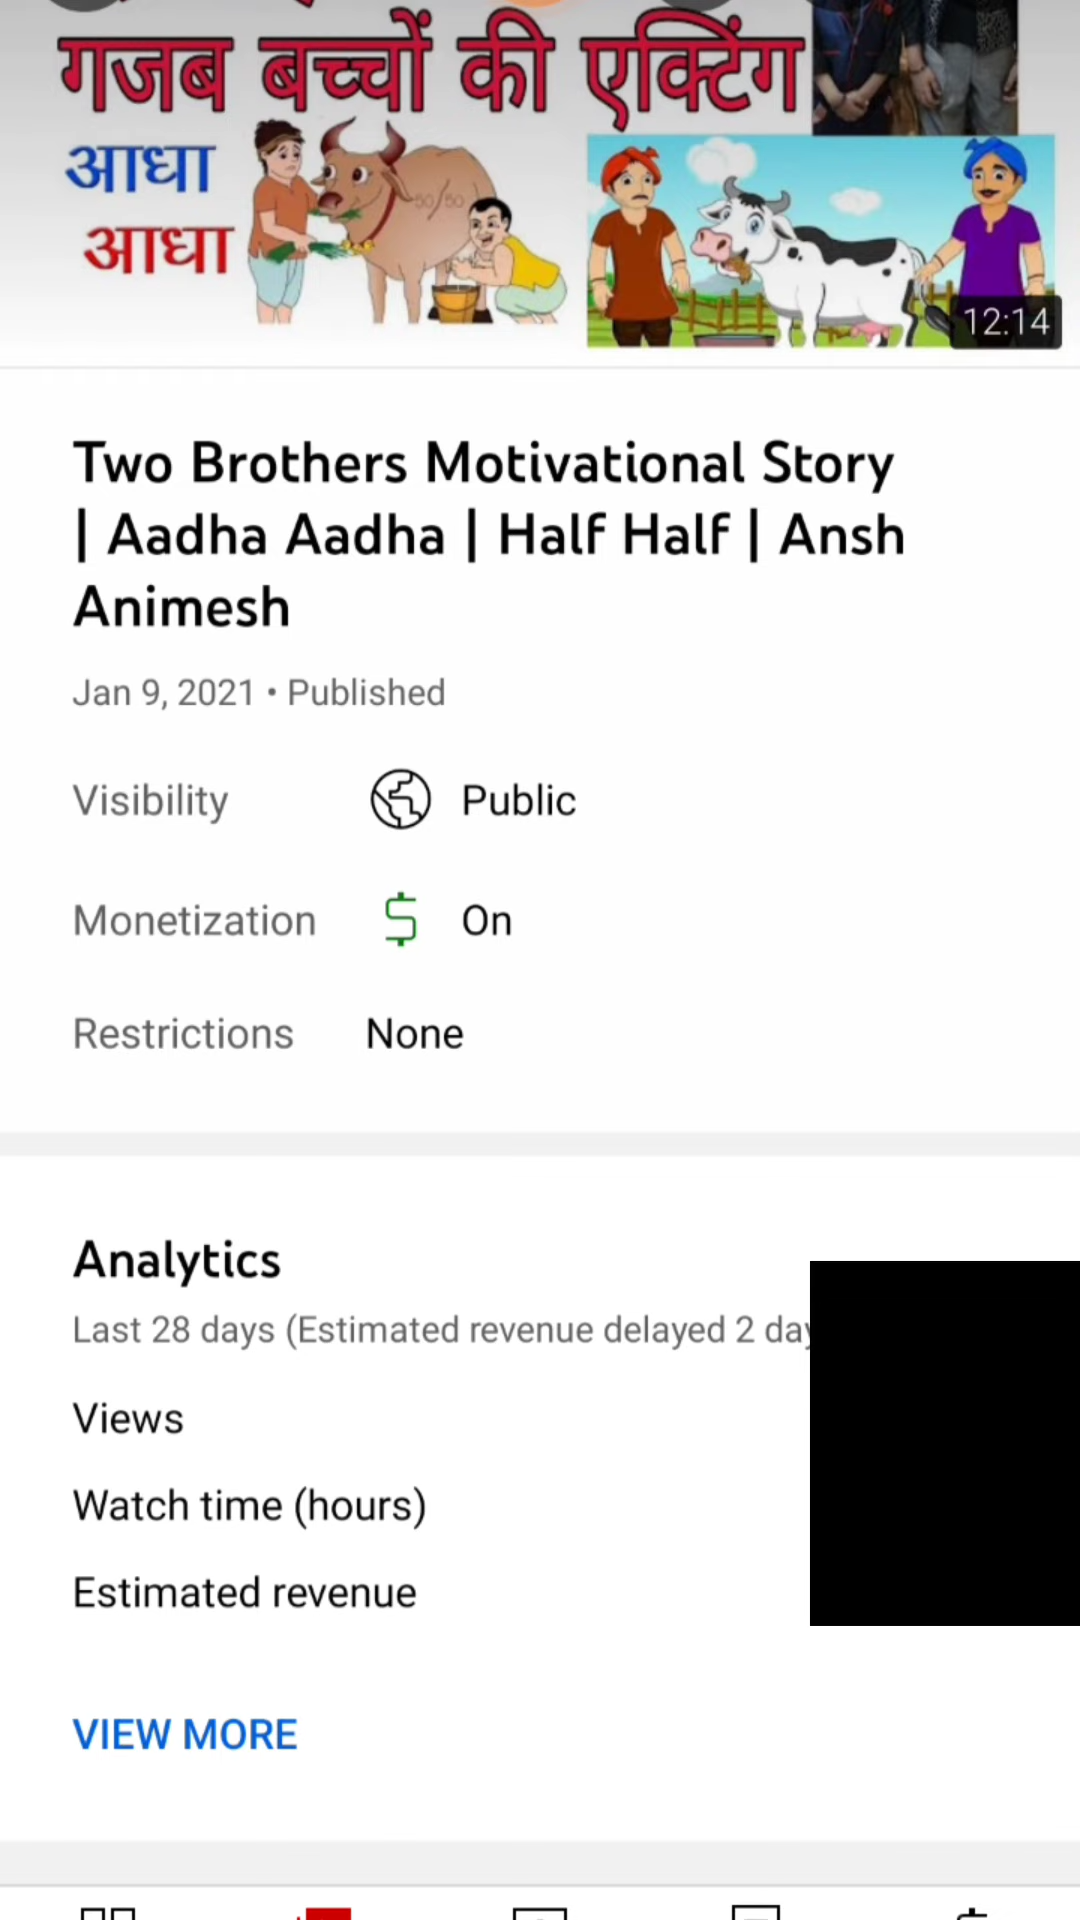 गजब बच्चों की एक्टिंग
आधा
आधा
50/50
12:14
Two Brothers Motivational Story
| Aadha Aadha | Half Half | Ansh
Animesh
Jan 9, 2021 • Published
Visibility Public
Monetization $ On
Restrictions None
Analytics
Last 28 days (Estimated revenue delayed 2
Views
Watch time (hours)
Estimated revenue
VIEW MORE